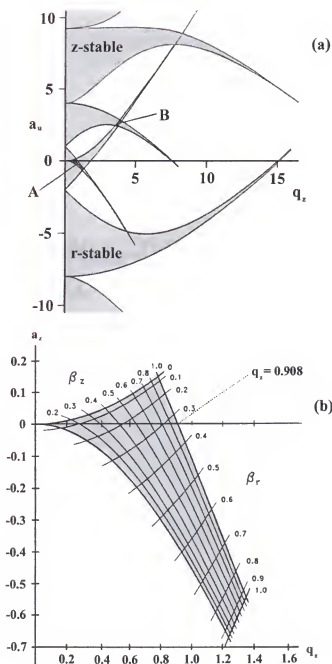 10
(a)
z-stable
5
a_u
B
0
5
10
15
A
q_z
-5
r-stable
-10
a_z
0.2
1.0
0
0.8
0.1
0.7
0.6
0.2
q_z = 0.908
0.5
β_z
0.4
0.3
(b)
0.1
0.2
0.3
0
0.4
-0.1
-0.2
0.5
β_r
-0.3
0.6
-0.4
0.7
-0.5
0.8
0.9
-0.6
1.0
-0.7
0.2 0.4 0.6 0.8 1.0 1.2 1.4 1.6
q_z